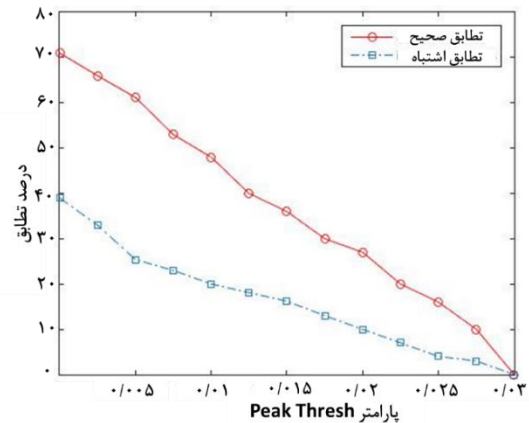 ۸۰
۷۰
۶۰
۵۰
۴۰
۳۰
۲۰
۱۰
۰
درصد تطابق
تطابق صحیح
تطابق اشتباه
۰/۰۰۵ ۰/۰۱ ۰/۰۱۵ ۰/۰۲ ۰/۰۲۵ ۰/۰۳
پارامتر Peak Thresh